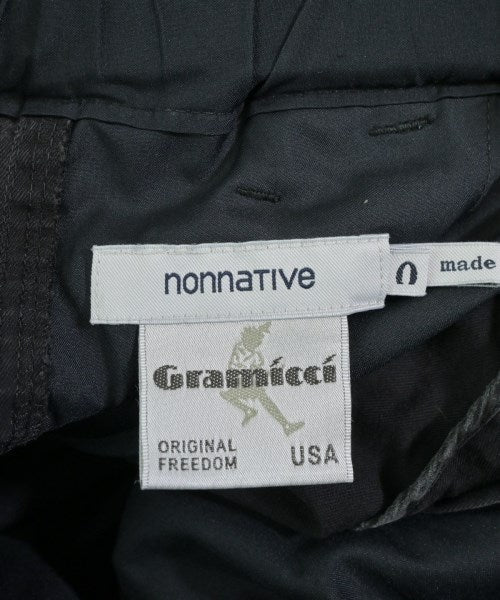 nonnative
0 made
Gramicci
ORIGINAL
FREEDOM
USA